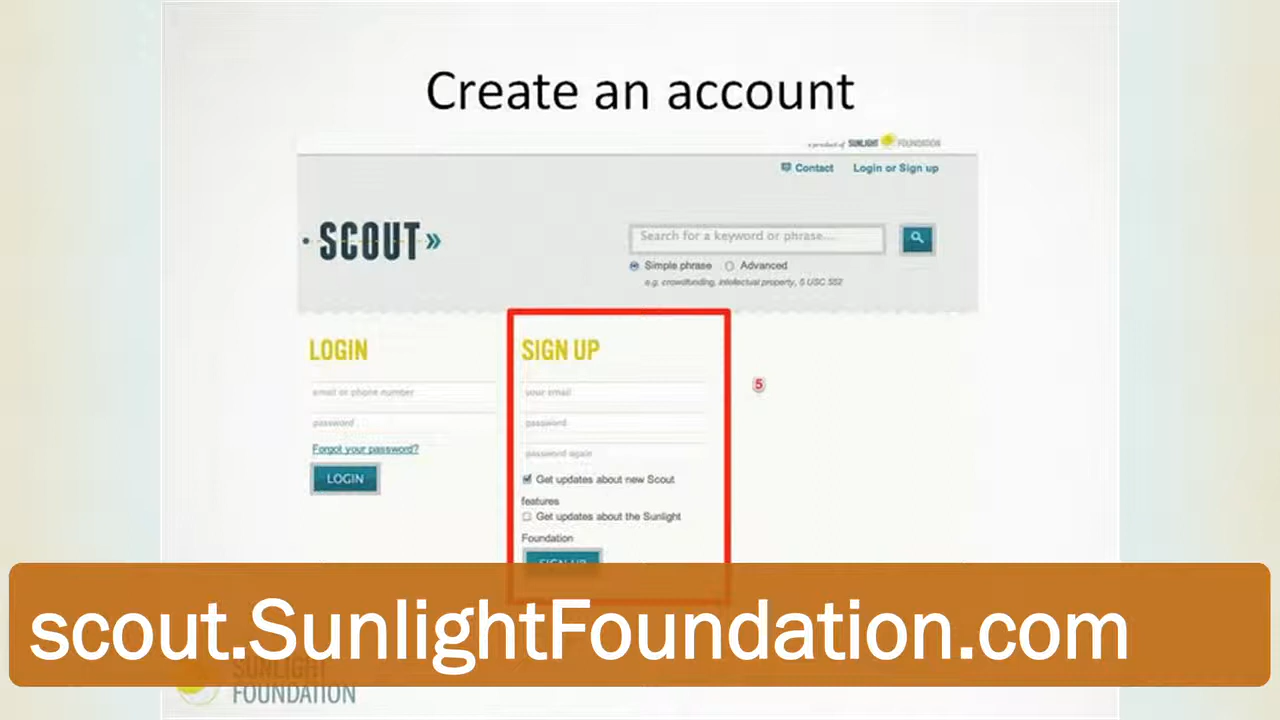 Create an account
a product of SUNLIGHT FOUNDATION
Contact Login or Sign up
SCOUT»
Search for a keyword or phrase...
Simple phrase Advanced
e.g. crowdfunding, intellectual property, 5 USC 552
LOGIN
email or phone number
password
Forgot your password?
LOGIN
SIGN UP
your email
password
password again
Get updates about new Scout
features
Get updates about the Sunlight
Foundation
SIGN UP
5
scout.SunlightFoundation.com
SUNLIGHT
FOUNDATION